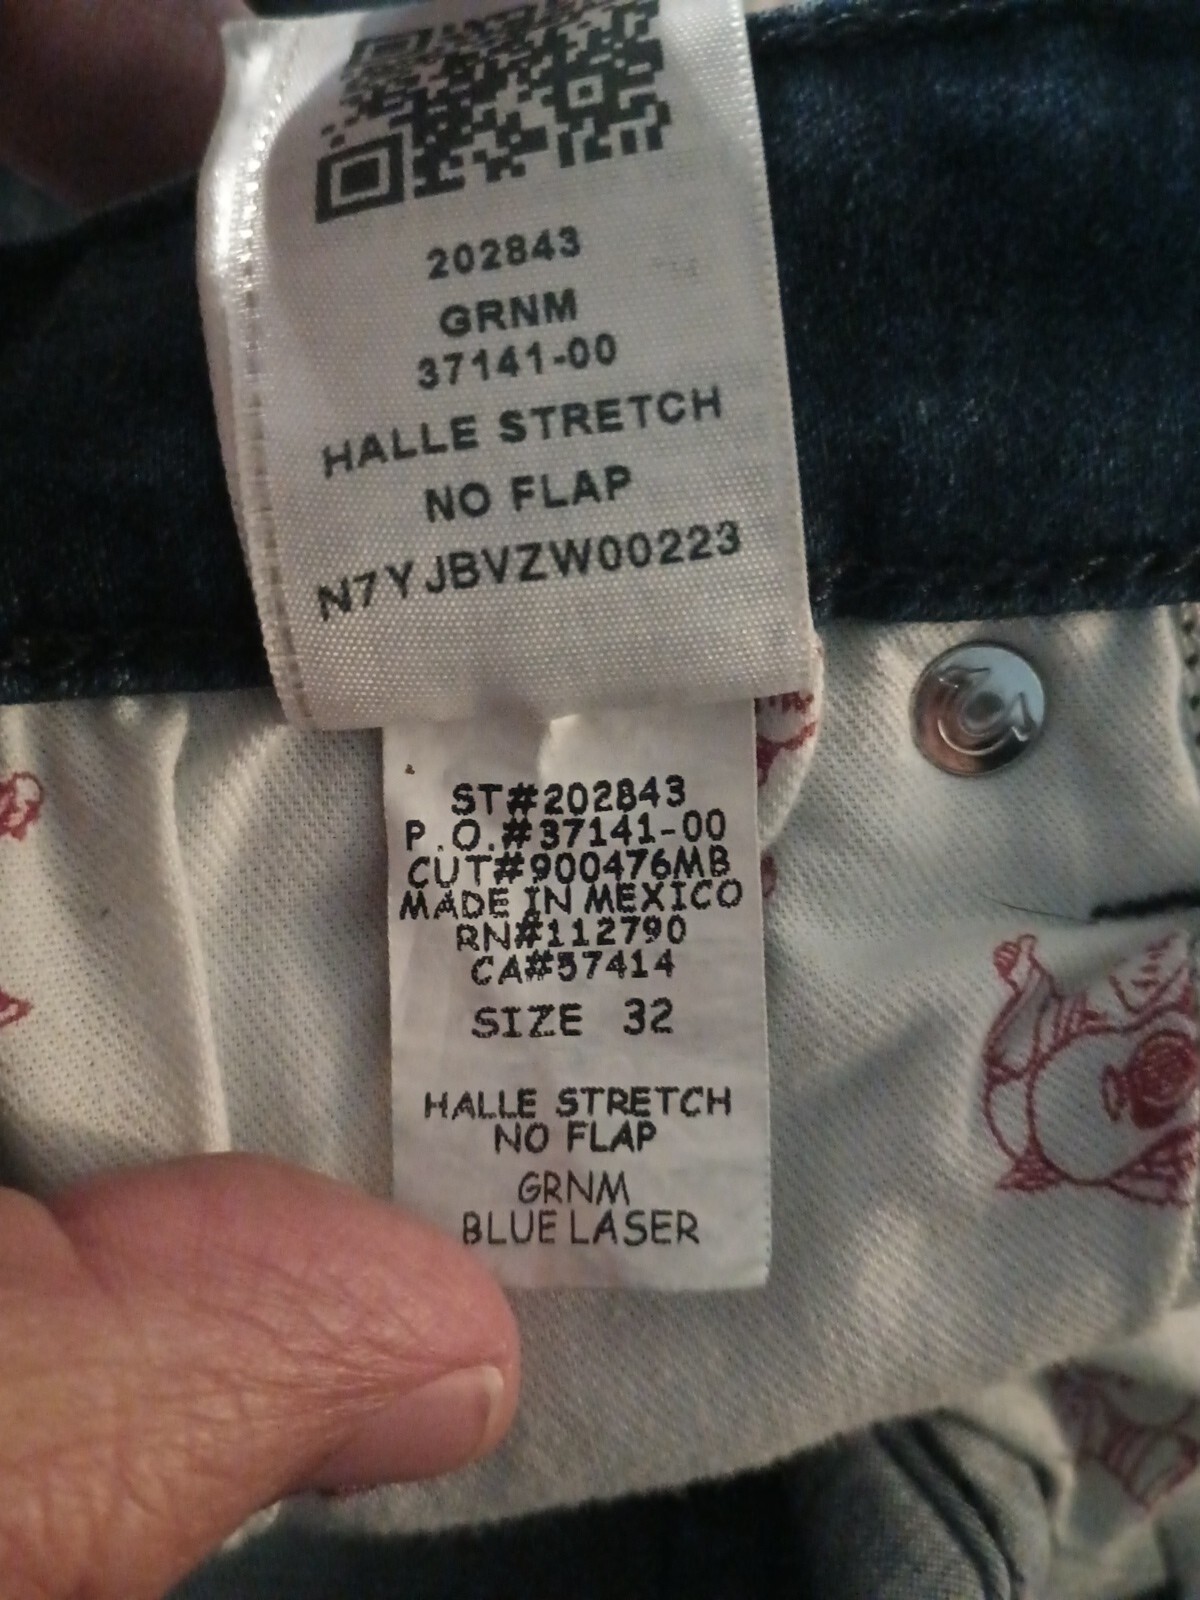 202843
GRNM
37141-00
HALLE STRETCH
NO FLAP
N7YJBVZW00223
ST#202843
P.O.#37141-00
CUT#900476MB
MADE IN MEXICO
RN#112790
CA#57414
SIZE 32
HALLE STRETCH
NO FLAP
GRNM
BLUE LASER